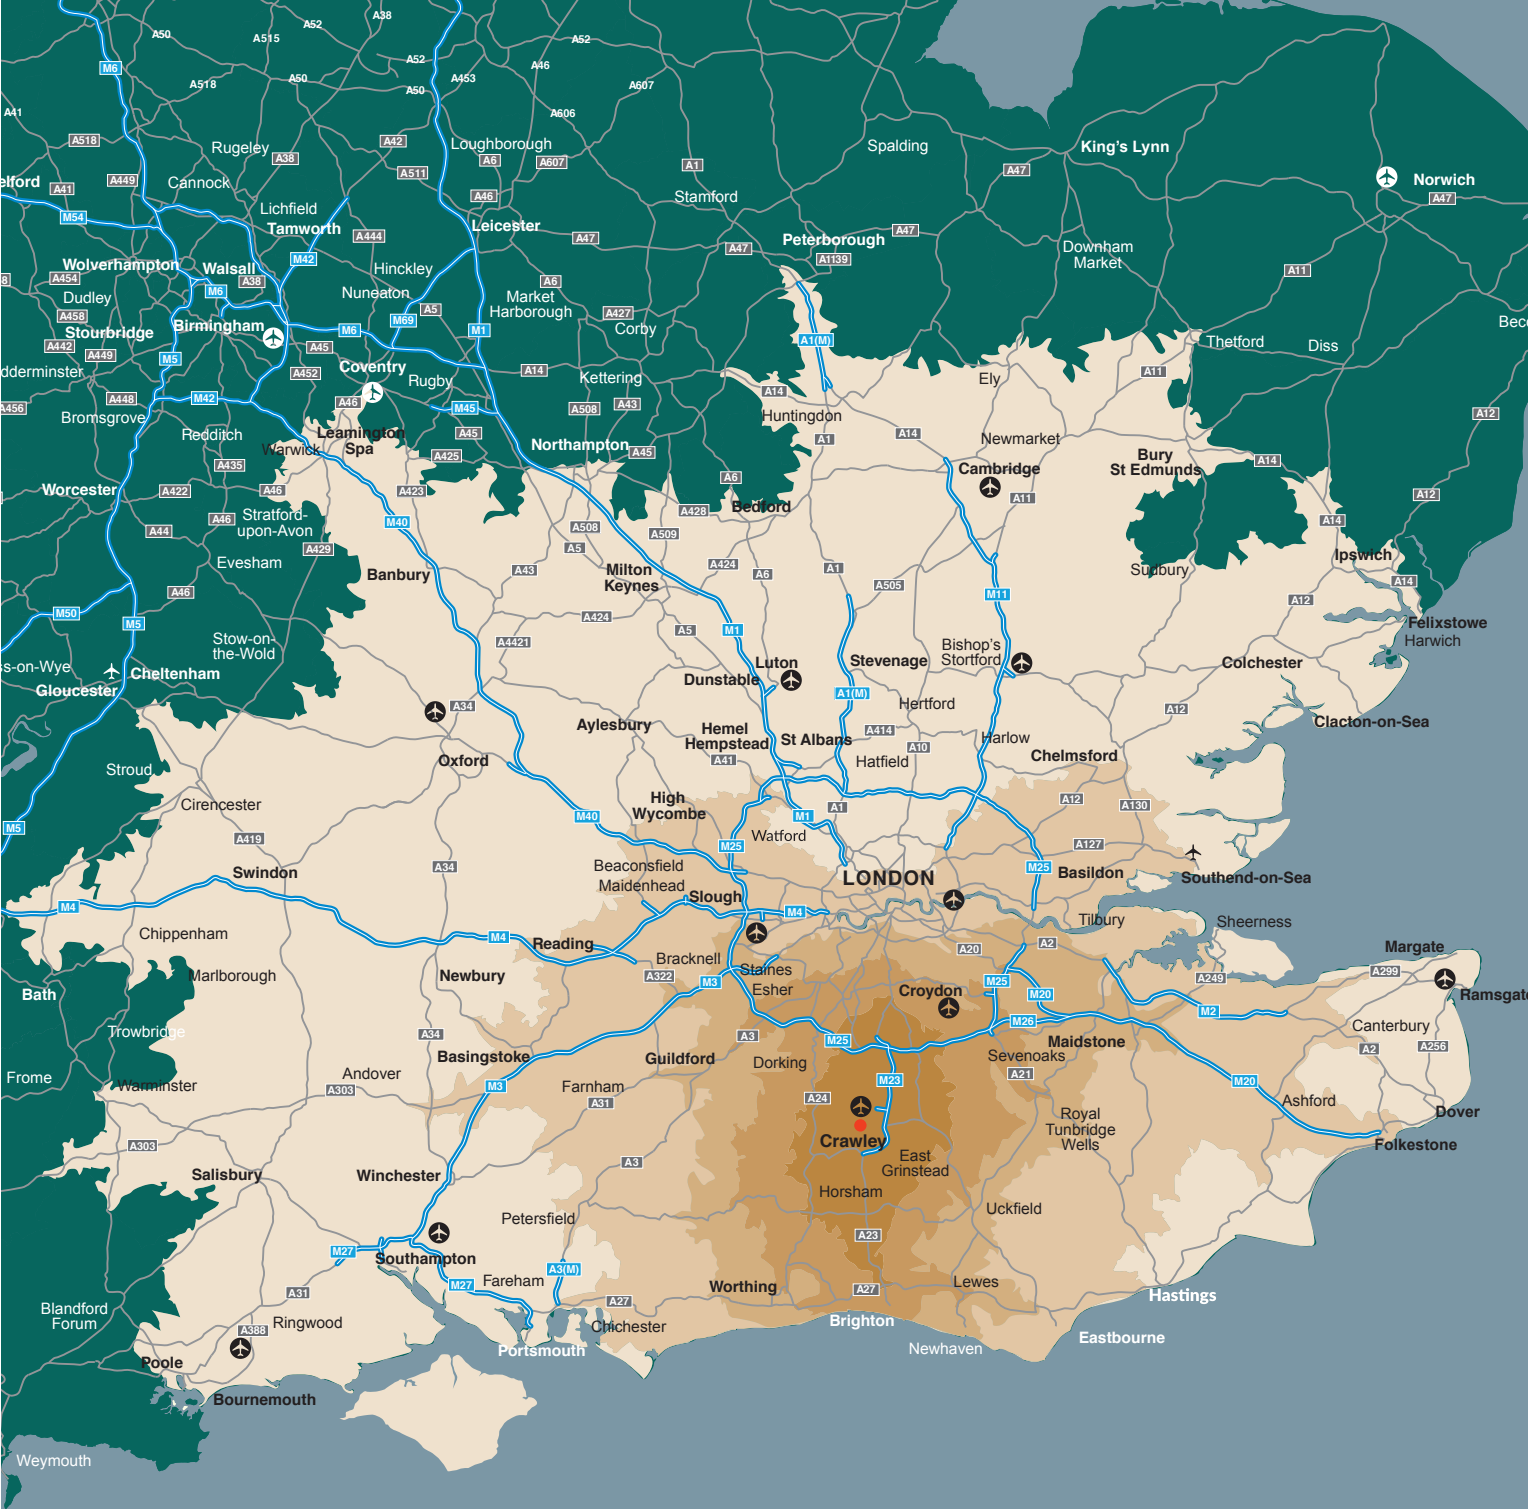 A50
A515
A52
A38
A52
A52
M6
A518
A50
A50
A453
A46
A607
A606
A41
A518
Rugeley
A38
A42
Loughborough
A6
A607
A511
A1
Spalding
King's Lynn
A47
elford
A41
A449
Cannock
A46
Stamford
Norwich
A47
M54
Lichfield
Tamworth
A444
Leicester
A47
A47
Peterborough
A1139
A47
Downham
Market
Wolverhampton
Walsall
M42
A11
8
A454
M6
A38
Hinckley
Dudley
Nuneaton
A6
Market
Harborough
A458
Stourbridge
Birmingham
M6
M69
A5
M1
A427
Corby
A1(M)
Bec
A442
A449
M5
A45
Thetford
Diss
dderminster
A452
Coventry
Rugby
A14
Kettering
A14
Ely
A11
A456
A448
M42
A46
M45
A508
A43
Huntingdon
A12
Bromsgrove
Redditch
Warwick
Leamington
Spa
A45
A425
Northampton
A45
A1
A14
Newmarket
Cambridge
Bury
St Edmunds
A14
A435
Worcester
A422
A46
A423
A6
Bedford
A428
A11
A12
A44
A46
Stratford-
upon-Avon
M40
A508
A509
A14
A429
A5
Ipswich
Evesham
Banbury
A43
Milton
Keynes
A424
A6
A1
A505
Sudbury
A14
A46
M50
M5
A424
M11
A12
Felixstowe
Harwich
Stow-on-
the-Wold
A4421
A5
M1
Bishop's
Stortford
ss-on-Wye
Cheltenham
Gloucester
Luton
Dunstable
Stevenage
A1(M)
Colchester
A34
Aylesbury
Hertford
A12
Clacton-on-Sea
Hemel
Hempstead
St Albans
A414
A10
Harlow
Stroud
Oxford
A41
Hatfield
Chelmsford
Cirencester
High
Wycombe
A12
A130
M5
A419
M40
M1
A1
Watford
M25
A127
Swindon
A34
Beaconsfield
Maidenhead
Slough
LONDON
M25
Basildon
Southend-on-Sea
M4
M4
Tilbury
Sheerness
Chippenham
M4
Reading
A20
A2
Margate
Bath
Marlborough
Newbury
Bracknell
A322
Staines
Esher
M3
Croydon
M25
M20
A249
A299
Ramsgate
Trowbridge
A34
M2
Canterbury
Basingstoke
Guildford
A3
M25
M26
Maidstone
A2
A256
Frome
Warminster
Andover
A303
M3
Farnham
A31
Dorking
Sevenoaks
A21
M23
M20
A24
Ashford
Dover
A303
Crawley
Royal
Tunbridge
Wells
Folkestone
Salisbury
Winchester
A3
East
Grinstead
Horsham
Petersfield
Uckfield
A23
M27
Southampton
M27
Fareham
A3(M)
Worthing
A27
Lewes
Hastings
Blandford
Forum
A31
Ringwood
A388
A27
Chichester
Brighton
Eastbourne
Portsmouth
Newhaven
Poole
Bournemouth
Weymouth